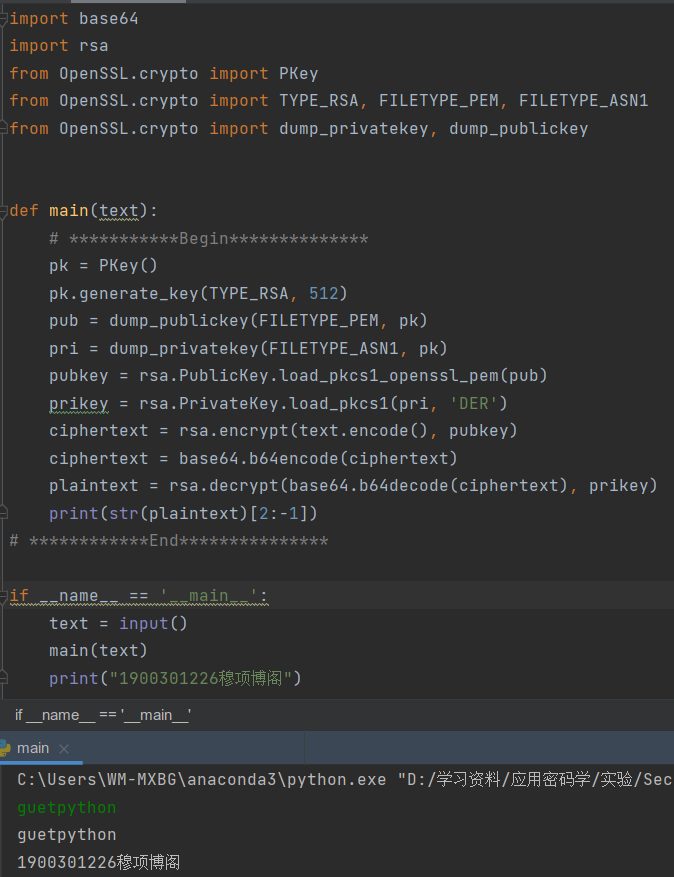 import base64
import rsa
from OpenSSL.crypto import PKey
from OpenSSL.crypto import TYPE_RSA, FILETYPE_PEM, FILETYPE_ASN1
from OpenSSL.crypto import dump_privatekey, dump_publickey
def main(text):
    # ***********Begin**************
    pk = PKey()
    pk.generate_key(TYPE_RSA, 512)
    pub = dump_publickey(FILETYPE_PEM, pk)
    pri = dump_privatekey(FILETYPE_ASN1, pk)
    pubkey = rsa.PublicKey.load_pkcs1_openssl_pem(pub)
    prikey = rsa.PrivateKey.load_pkcs1(pri, 'DER')
    ciphertext = rsa.encrypt(text.encode(), pubkey)
    ciphertext = base64.b64encode(ciphertext)
    plaintext = rsa.decrypt(base64.b64decode(ciphertext), prikey)
    print(str(plaintext)[2:-1])
# ************End***************
if __name__ == '__main__':
    text = input()
    main(text)
    print("1900301226穆项博阁")
if __name__ == '__main__'
main
C:\Users\WM-MXBG\anaconda3\python.exe "D:/学习资料/应用密码学/实验/Sec
guetpython
guetpython
1900301226穆项博阁